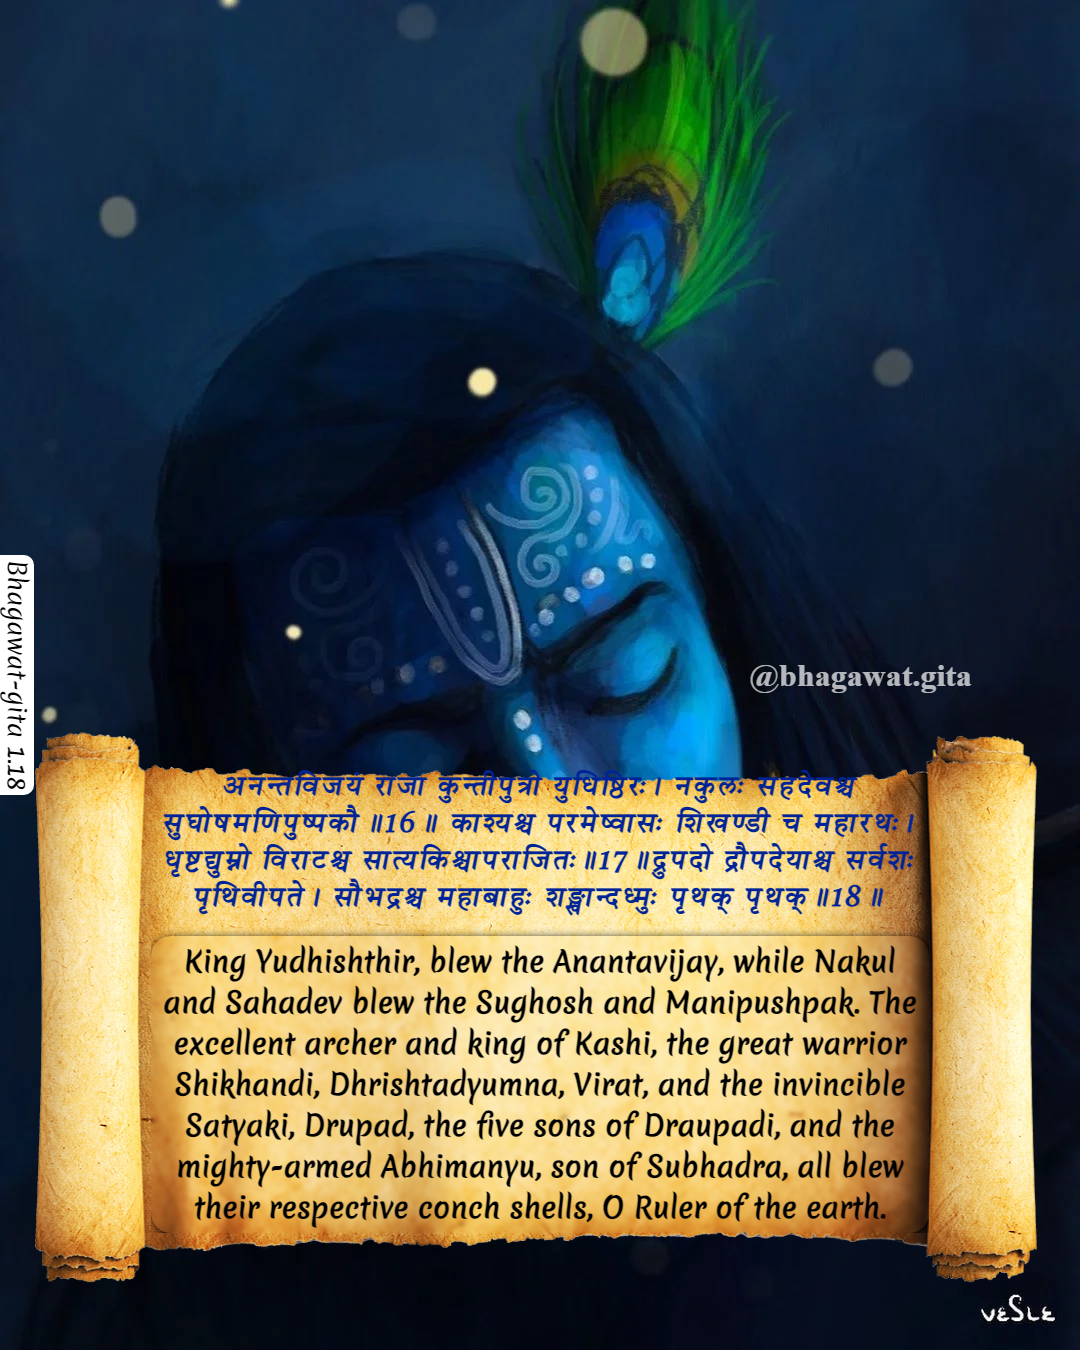 @bhagawat.gita
Bhagawat-gita 1.18
अनन्तविजयं राजा कुन्तीपुत्रो युधिष्ठिरः। नकुलः सहदेवश्च
सुघोषमणिपुष्पकौ ॥16॥ काश्यश्च परमेष्वासः शिखण्डी च महारथः।
धृष्टद्युम्नो विराटश्च सात्यकिश्चापराजितः॥17॥द्रुपदो द्रौपदेयाश्च सर्वशः
पृथिवीपते। सौभद्रश्च महाबाहुः शङ्खान्दध्मुः पृथक् पृथक्॥18॥
King Yudhishthir, blew the Anantavijay, while Nakul
and Sahadev blew the Sughosh and Manipushpak. The
excellent archer and king of Kashi, the great warrior
Shikhandi, Dhrishtadyumna, Virat, and the invincible
Satyaki, Drupad, the five sons of Draupadi, and the
mighty-armed Abhimanyu, son of Subhadra, all blew
their respective conch shells, O Ruler of the earth.
VESLE